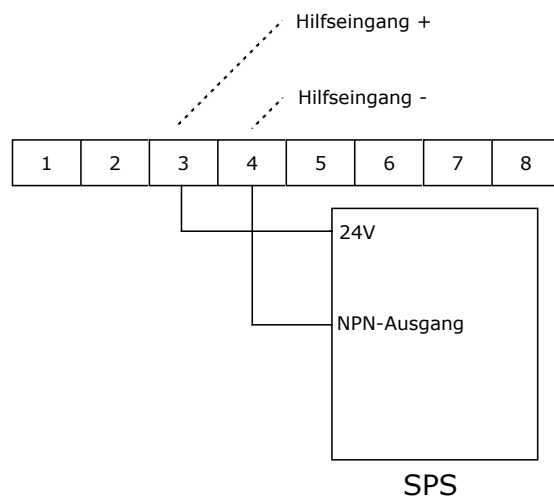 Hilfseingang +
Hilfseingang -
1 2 3 4 5 6 7 8
24V
NPN-Ausgang
SPS